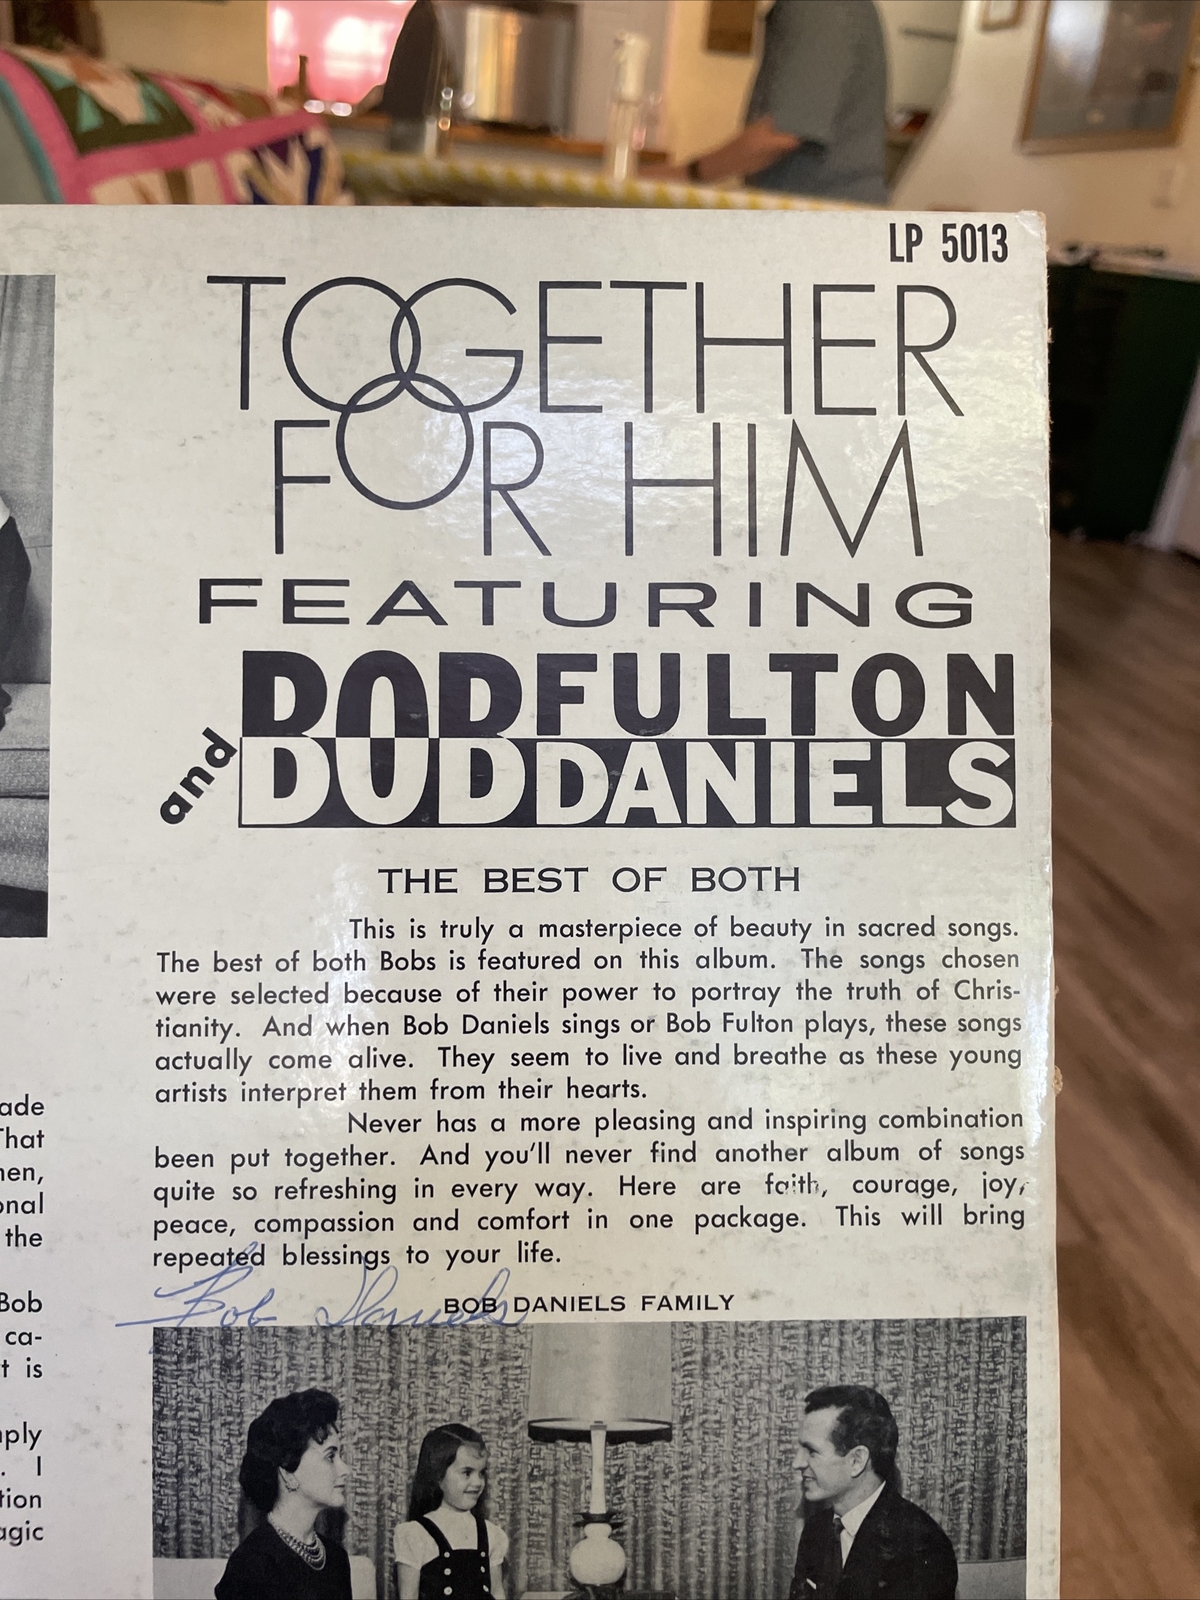 LP 5013
TOGETHER
FOR HIM
FEATURING
BOB FULTON
and BOB DANIELS
THE BEST OF BOTH
This is truly a masterpiece of beauty in sacred songs.
The best of both Bobs is featured on this album. The songs chosen
were selected because of their power to portray the truth of Chris-
tianity. And when Bob Daniels sings or Bob Fulton plays, these songs
actually come alive. They seem to live and breathe as these young
artists interpret them from their hearts.
Never has a more pleasing and inspiring combination
been put together. And you'll never find another album of songs
quite so refreshing in every way. Here are faith, courage, joy,
peace, compassion and comfort in one package. This will bring
repeated blessings to your life.
Bob Daniels
BOB DANIELS FAMILY
ade
That
nen,
onal
the
Bob
ca-
t is
nply
. I
tion
agic